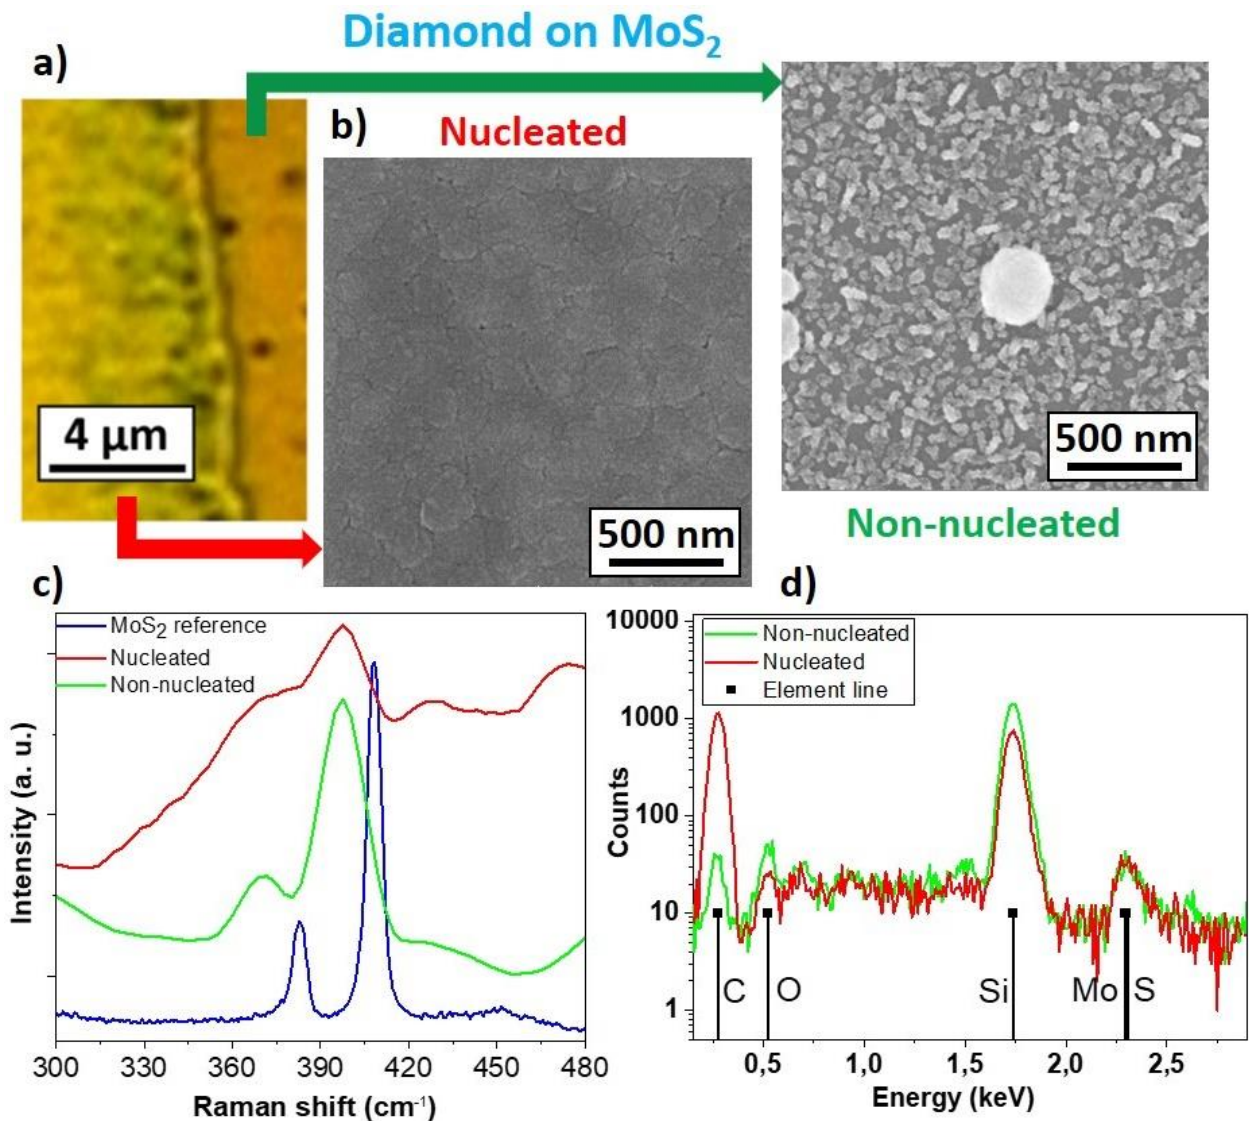 Diamond on MoS₂
a)
b)
Nucleated
4 µm
500 nm
500 nm
Non-nucleated
c)
d)
MoS₂ reference
Nucleated
Non-nucleated
Intensity (a. u.)
300 330 360 390 420 450 480
Raman shift (cm⁻¹)
Non-nucleated
Nucleated
Element line
10000
1000
100
10
1
Counts
C O Si Mo S
0,5 1,0 1,5 2,0 2,5
Energy (keV)